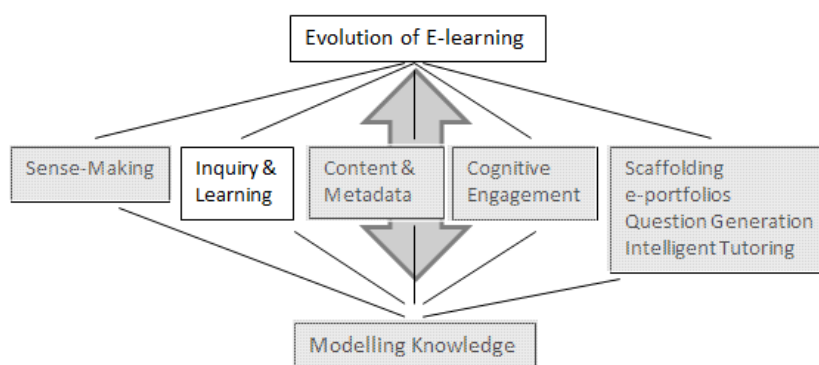 Evolution of E-learning
Sense-Making
Inquiry &
Learning
Content &
Metadata
Cognitive
Engagement
Scaffolding
e-portfolios
Question Generation
Intelligent Tutoring
Modelling Knowledge